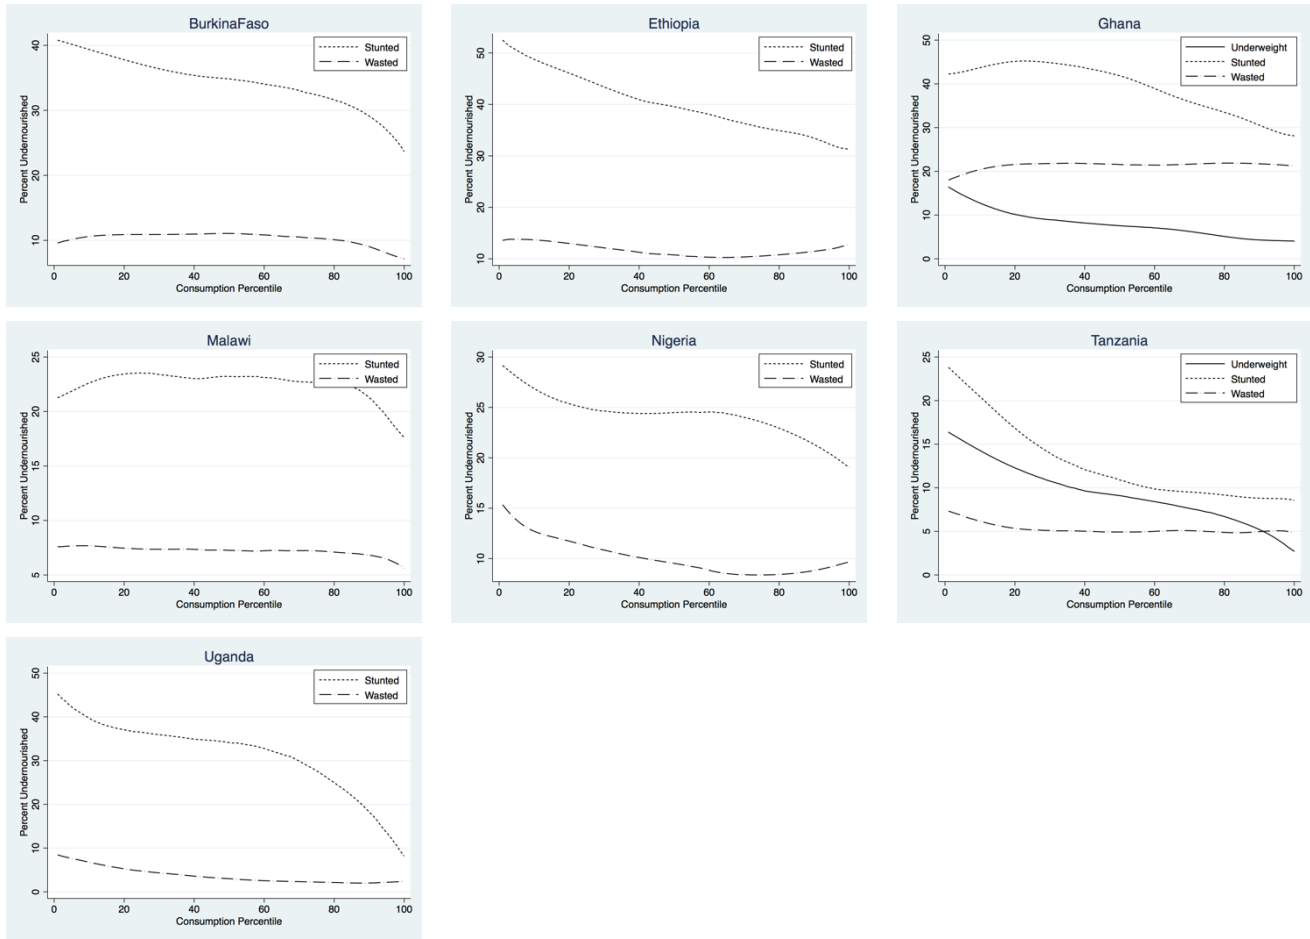 BurkinaFaso
Stunted
Wasted
Percent Undernourished
40
30
20
10
0 20 40 60 80 100
Consumption Percentile
Ethiopia
Stunted
Wasted
Percent Undernourished
50
40
30
20
10
0 20 40 60 80 100
Consumption Percentile
Ghana
Underweight
Stunted
Wasted
Percent Undernourished
50
40
30
20
10
0
0 20 40 60 80 100
Consumption Percentile
Malawi
Stunted
Wasted
Percent Undernourished
25
20
15
10
5
0 20 40 60 80 100
Consumption Percentile
Nigeria
Stunted
Wasted
Percent Undernourished
30
25
20
15
10
0 20 40 60 80 100
Consumption Percentile
Tanzania
Underweight
Stunted
Wasted
Percent Undernourished
25
20
15
10
5
0
0 20 40 60 80 100
Consumption Percentile
Uganda
Stunted
Wasted
Percent Undernourished
50
40
30
20
10
0
0 20 40 60 80 100
Consumption Percentile